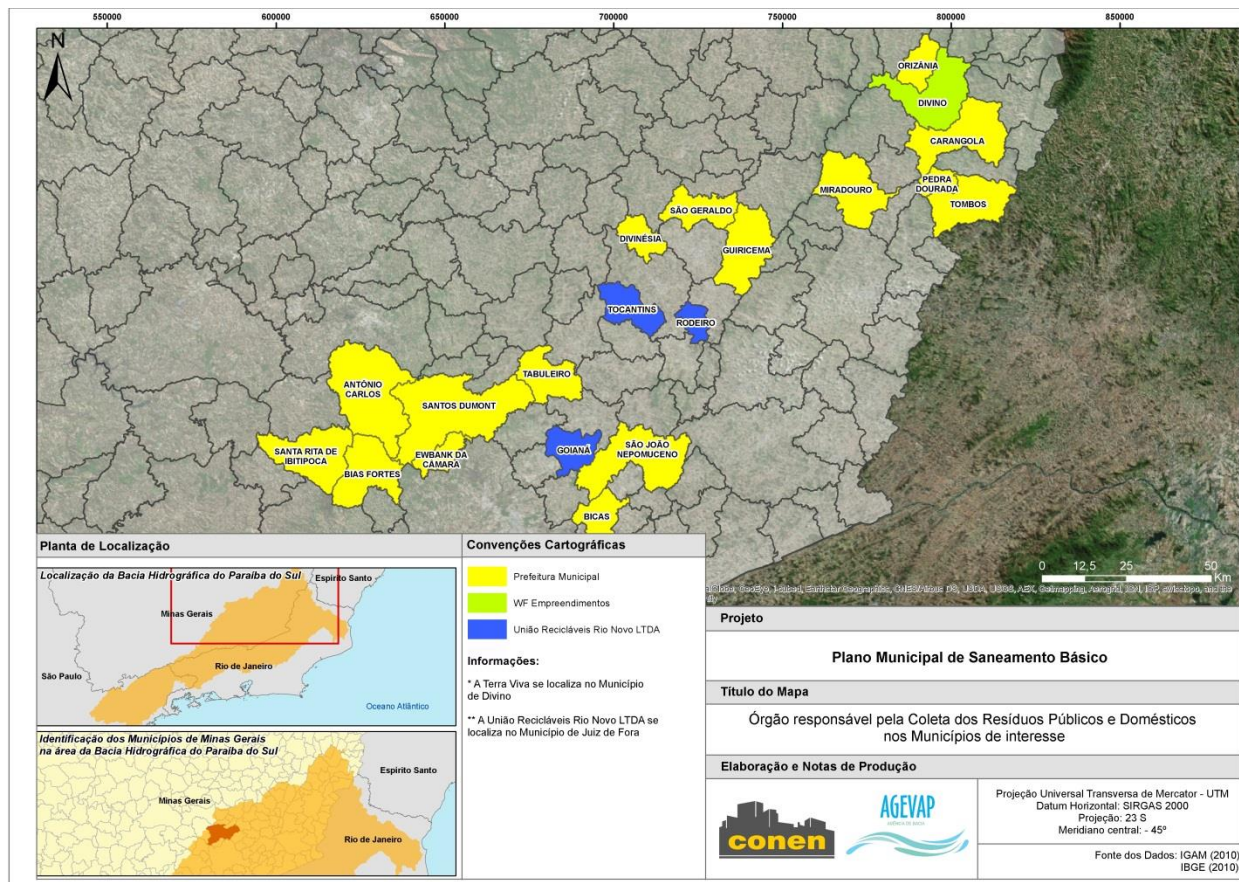 550000 600000 650000 700000 750000 800000 850000
N
ORIZÂNIA
DIVINO
CARANGOLA
PEDRA
DOURADA
MIRADOURO
TOMBOS
SÃO GERALDO
DIVINÉSIA
GUIRICEMA
TOCANTINS
RODEIRO
TABULEIRO
ANTÔNIO
CARLOS
SANTOS DUMONT
SANTA RITA DE
IBITIPOCA
BIAS FORTES
EWBANK DA
CÂMARA
GOIANÁ
SÃO JOÃO
NEPOMUCENO
BICAS
0 12,5 25 50
Km
Planta de Localização
Localização da Bacia Hidrográfica do Paraíba do Sul
Espirito Santo
Minas Gerais
Rio de Janeiro
São Paulo
Oceano Atlântico
Identificação dos Municípios de Minas Gerais
na área da Bacia Hidrográfica do Paraíba do Sul
Espirito Santo
Minas Gerais
Rio de Janeiro
Convenções Cartográficas
Prefeitura Municipal
WF Empreendimentos
União Recicláveis Rio Novo LTDA
Informações:
* A Terra Viva se localiza no Município
de Divino
** A União Recicláveis Rio Novo LTDA se
localiza no Município de Juiz de Fora
Projeto
Plano Municipal de Saneamento Básico
Título do Mapa
Órgão responsável pela Coleta dos Resíduos Públicos e Domésticos
nos Municípios de interesse
Elaboração e Notas de Produção
conen
AGEVAP
Projeção Universal Transversa de Mercator - UTM
Datum Horizontal: SIRGAS 2000
Projeção: 23 S
Meridiano central: - 45º
Fonte dos Dados: IGAM (2010)
IBGE (2010)